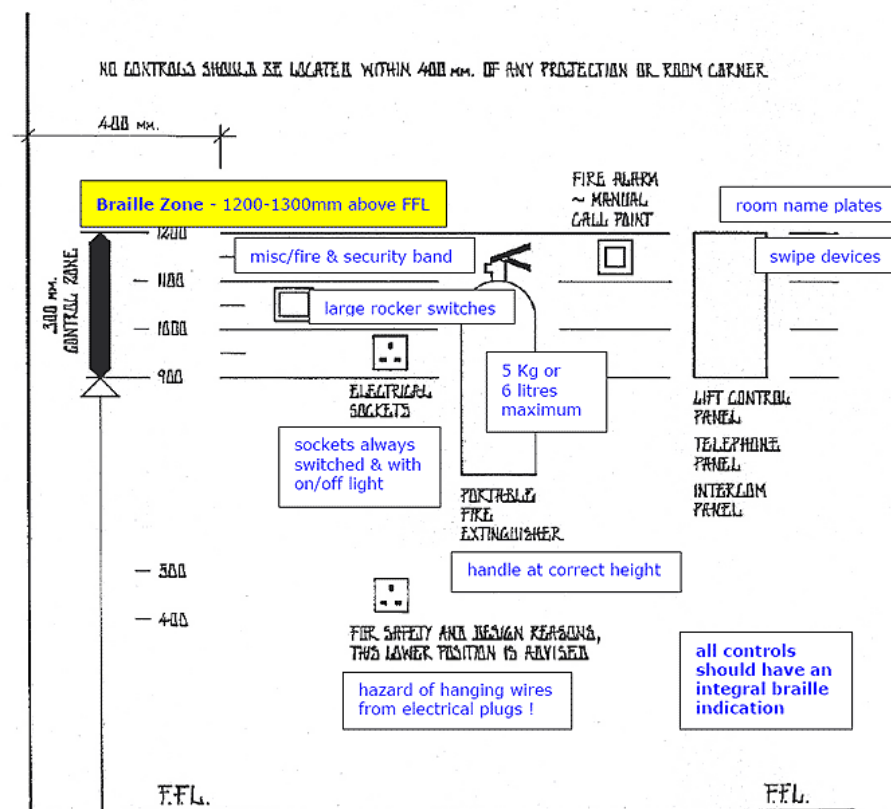 NO CONTROLS SHOULD BE LOCATED WITHIN 400 MM. OF ANY PROJECTION OR ROOM CORNER
400 MM.
Braille Zone - 1200-1300mm above FFL
FIRE ALARM
~ MANUAL
CALL POINT
room name plates
1200
misc/fire & security band
swipe devices
1100
300 MM.
CONTROL ZONE
large rocker switches
1000
900
5 Kg or
6 litres
maximum
ELECTRICAL
SOCKETS
LIFT CONTROL
PANEL
TELEPHONE
PANEL
INTERCOM
PANEL
sockets always
switched & with
on/off light
PORTABLE
FIRE
EXTINGUISHER
handle at correct height
500
400
FOR SAFETY AND DESIGN REASONS,
THIS LOWER POSITION IS ADVISED
all controls
should have an
integral braille
indication
hazard of hanging wires
from electrical plugs !
F.F.L.
F.F.L.